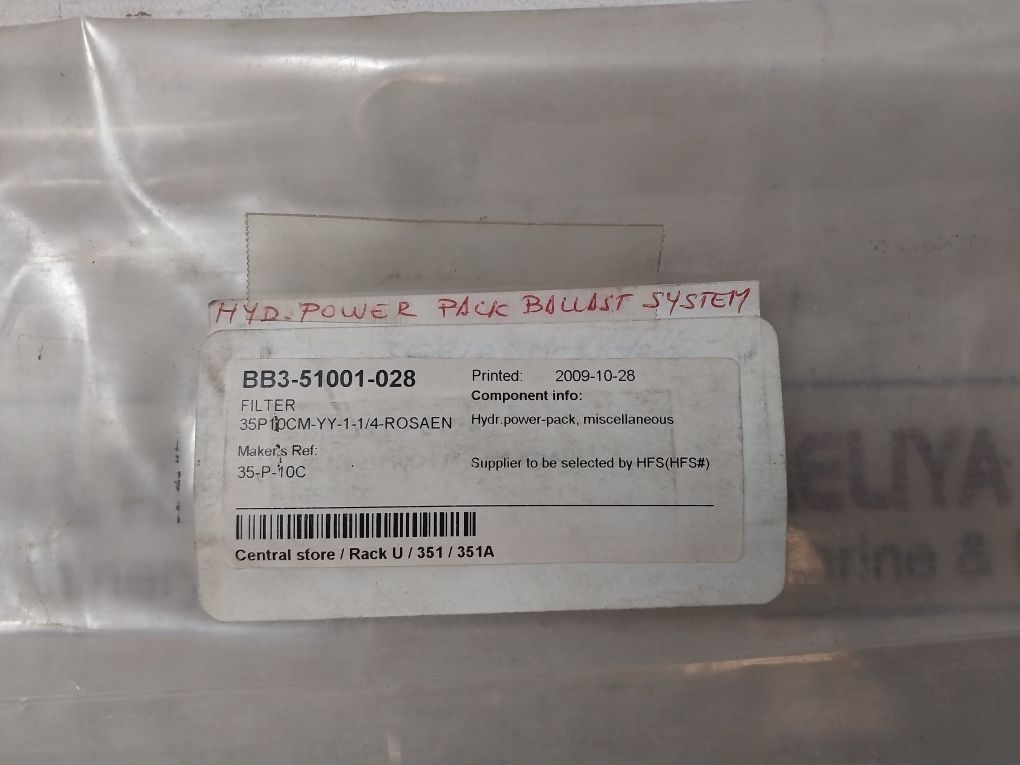 HYD. POWER PACK BALLAST SYSTEM
BB3-51001-028
Printed: 2009-10-28
FILTER
Component info:
35P10CM-YY-1-1/4-ROSAEN
Hydr.power-pack, miscellaneous
Maker's Ref:
35-P-10C
Supplier to be selected by HFS(HFS#)
Central store / Rack U / 351 / 351A
ELIYA
rine &